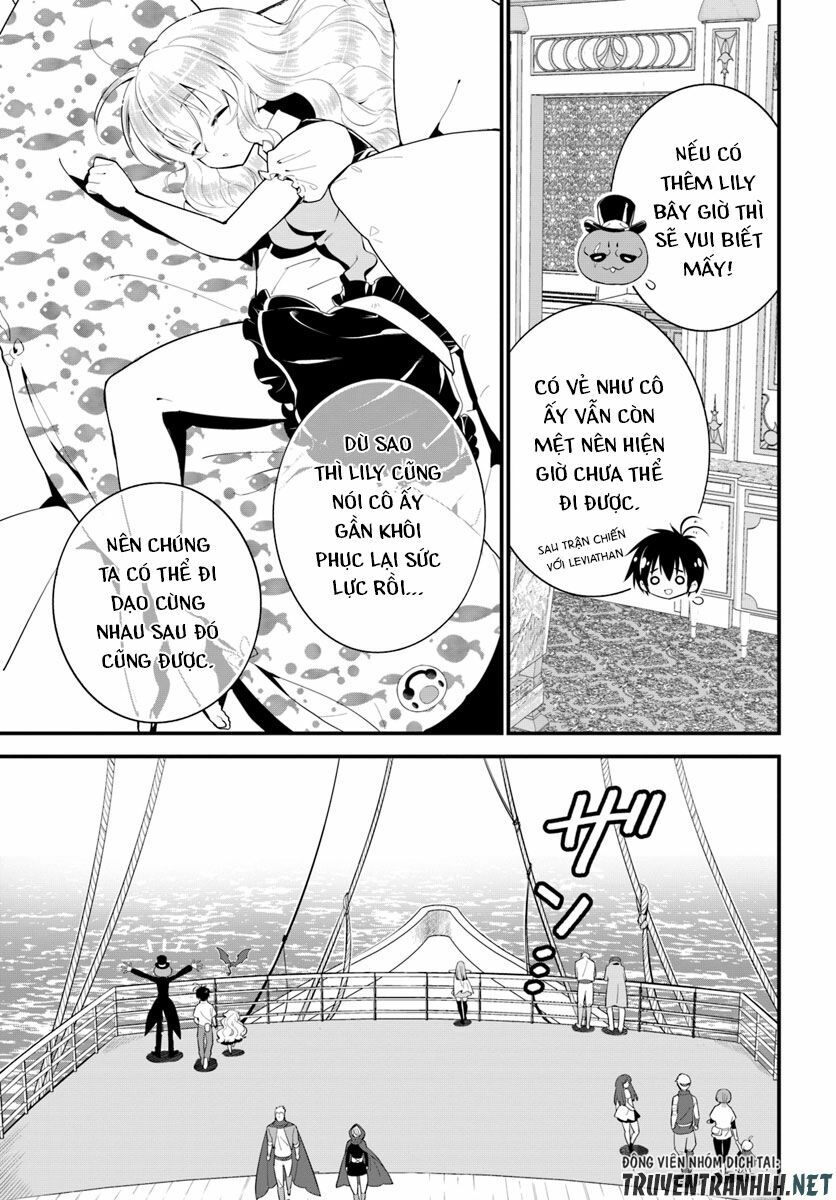 NẾU CÓ
THÊM LILY
BÂY GIỜ THÌ
SẼ VUI BIẾT
MẤY!
CÓ VẺ NHƯ CÔ
ẤY VẪN CÒN
MỆT NÊN HIỆN
GIỜ CHƯA THỂ
ĐI ĐƯỢC.
SAU TRẬN CHIẾN
VỚI LEVIATHAN
DÙ SAO
THÌ LILY CŨNG
NÓI CÔ ẤY
GẦN KHÔI
PHỤC LẠI SỨC
LỰC RỒI...
NÊN CHÚNG
TA CÓ THỂ ĐI
DẠO CÙNG
NHAU SAU ĐÓ
CŨNG ĐƯỢC.
ザザーン...
ĐỘNG VIÊN NHÓM DỊCH TẠI:
TRUYENTRANHLH.NET